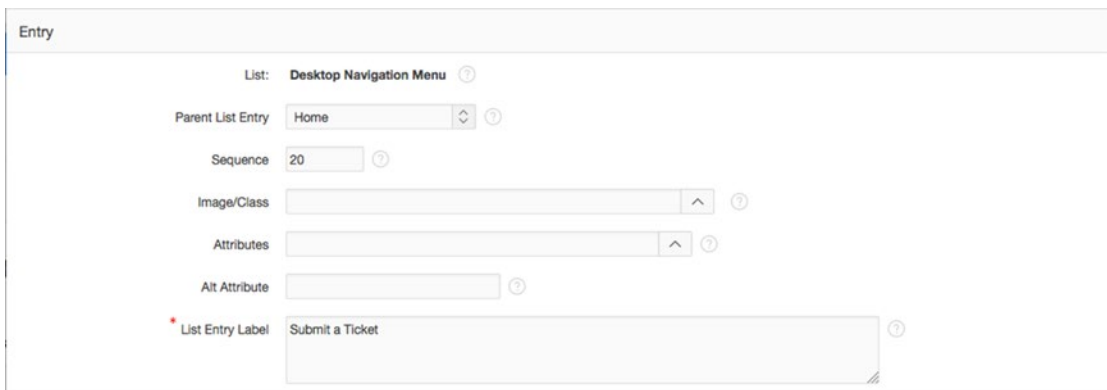 Entry
List: Desktop Navigation Menu ?
Parent List Entry Home ?
Sequence 20 ?
Image/Class ?
Attributes ?
Alt Attribute ?
* List Entry Label Submit a Ticket ?